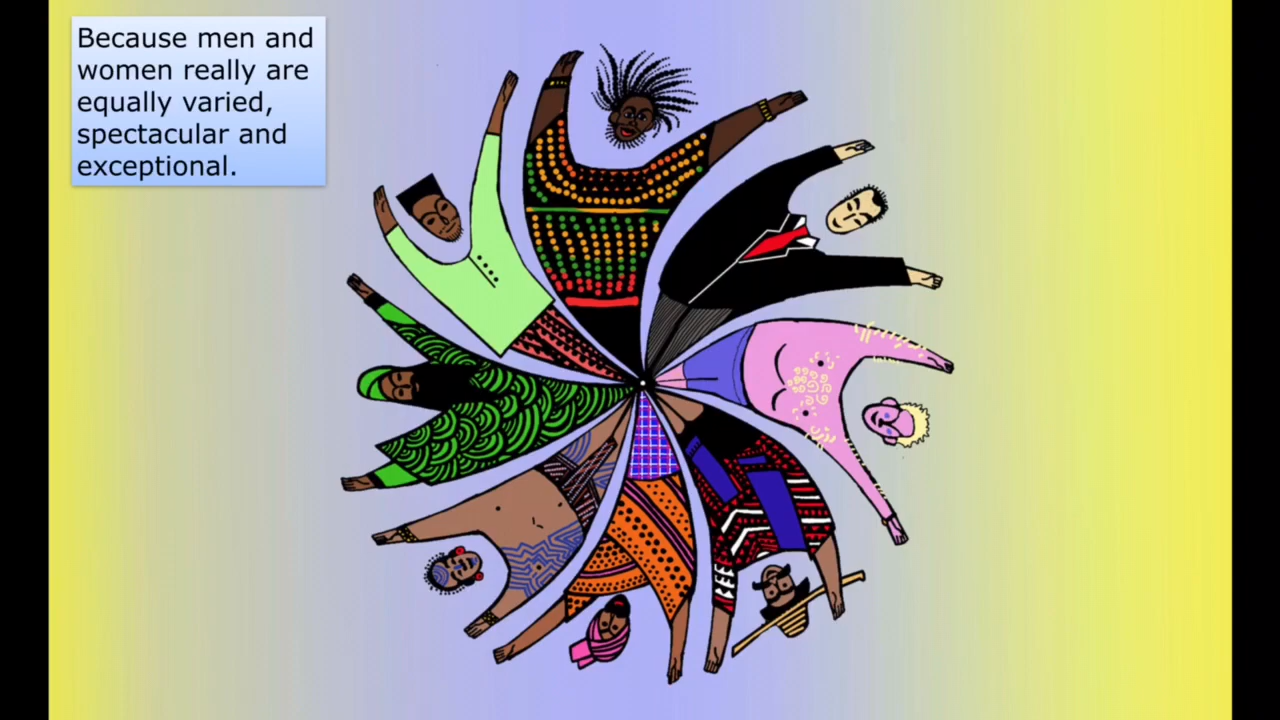 Because men and
women really are
equally varied,
spectacular and
exceptional.